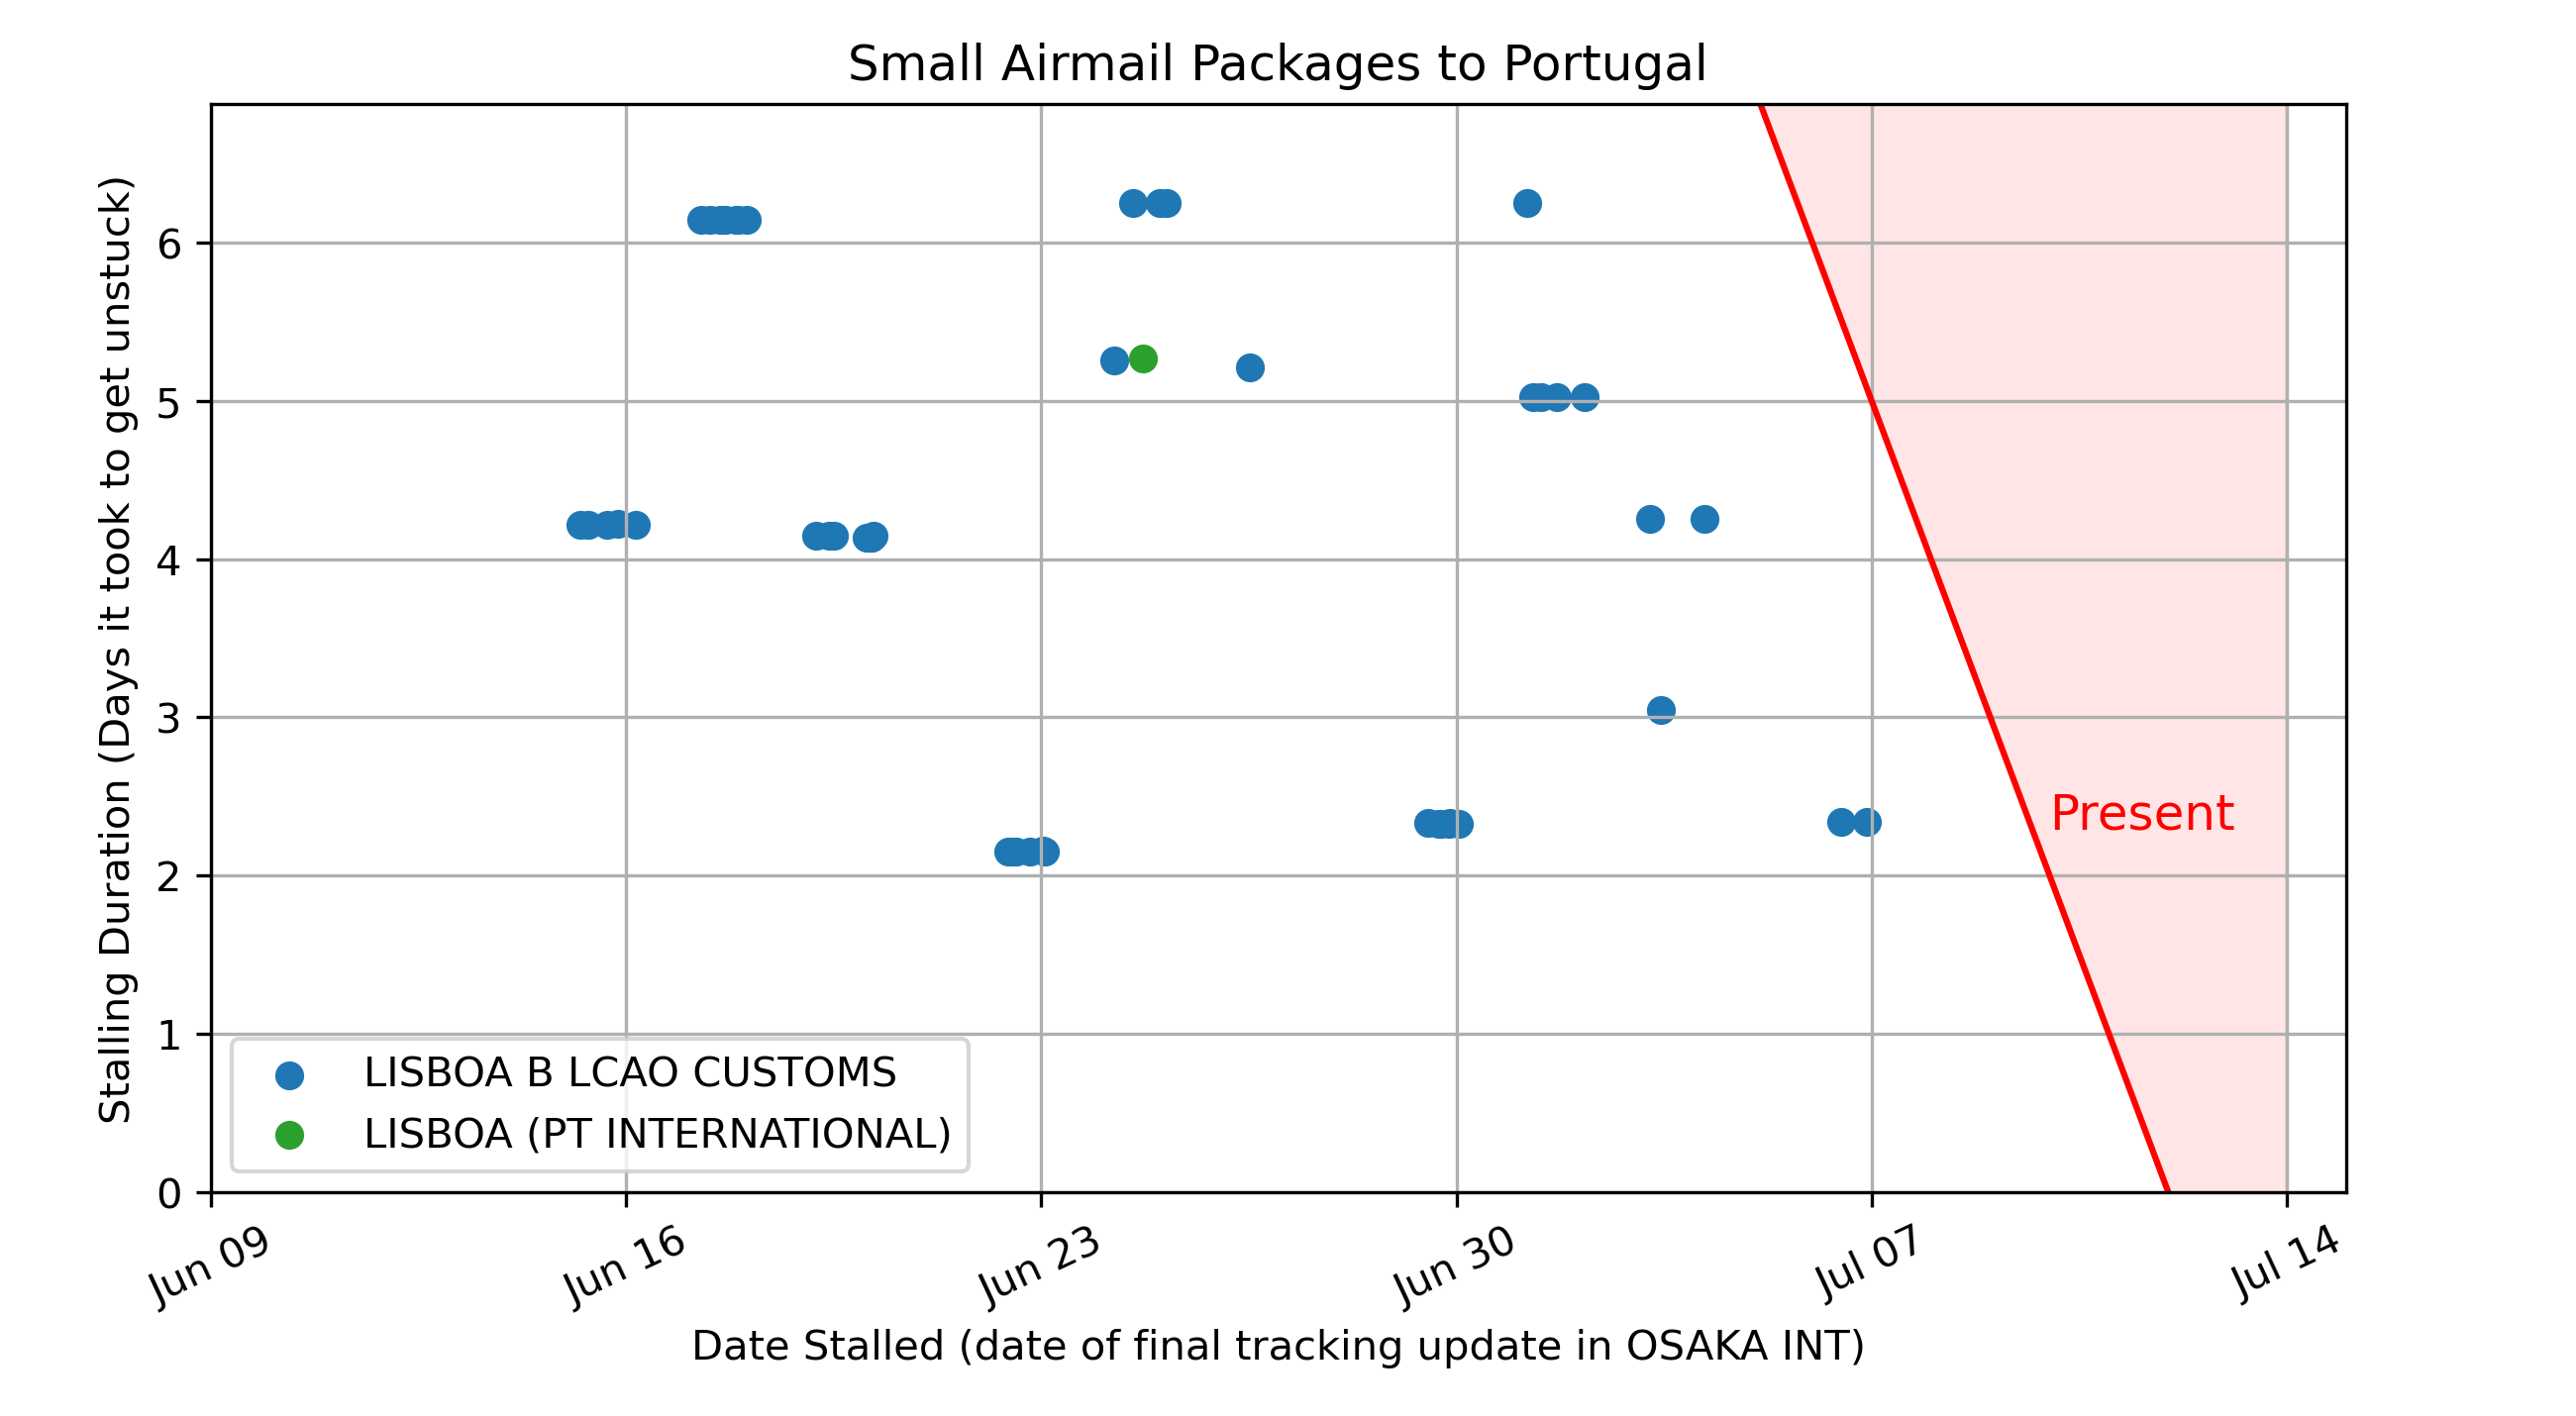 Small Airmail Packages to Portugal
Stalling Duration (Days it took to get unstuck)
6
5
4
3
2
1
0
Present
LISBOA B LCAO CUSTOMS
LISBOA (PT INTERNATIONAL)
Jun 09
Jun 16
Jun 23
Jun 30
Jul 07
Jul 14
Date Stalled (date of final tracking update in OSAKA INT)